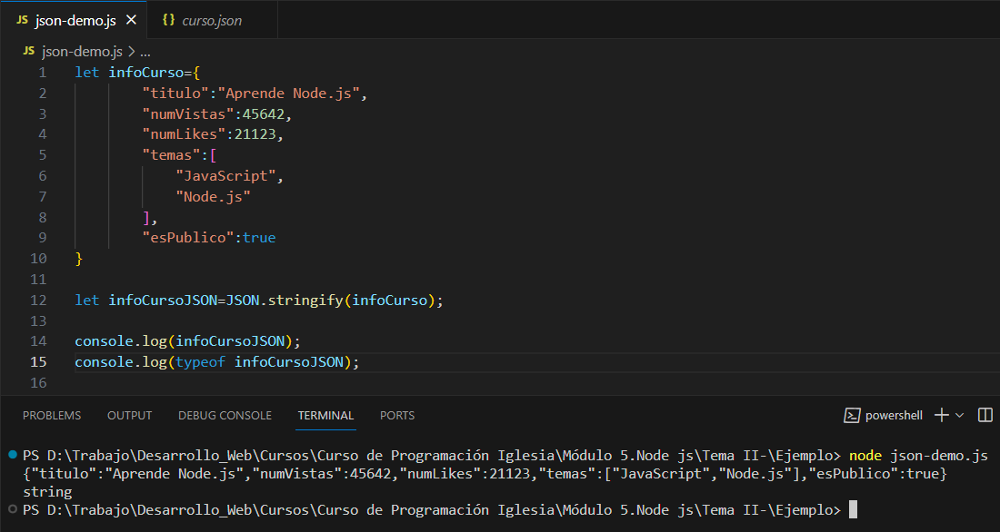 JS json-demo.js × {} curso.json
JS json-demo.js > ...
1 let infoCurso={
2 "titulo":"Aprende Node.js",
3 "numVistas":45642,
4 "numLikes":21123,
5 "temas":[
6 "JavaScript",
7 "Node.js"
8 ],
9 "esPublico":true
10 }
11
12 let infoCursoJSON=JSON.stringify(infoCurso);
13
14 console.log(infoCursoJSON);
15 console.log(typeof infoCursoJSON);
16
PROBLEMS OUTPUT DEBUG CONSOLE TERMINAL PORTS powershell
PS D:\Trabajo\Desarrollo_Web\Cursos\Curso de Programación Iglesia\Módulo 5.Node js\Tema II-\Ejemplo> node json-demo.js
{"titulo":"Aprende Node.js","numVistas":45642,"numLikes":21123,"temas":["JavaScript","Node.js"],"esPublico":true}
string
PS D:\Trabajo\Desarrollo_Web\Cursos\Curso de Programación Iglesia\Módulo 5.Node js\Tema II-\Ejemplo>